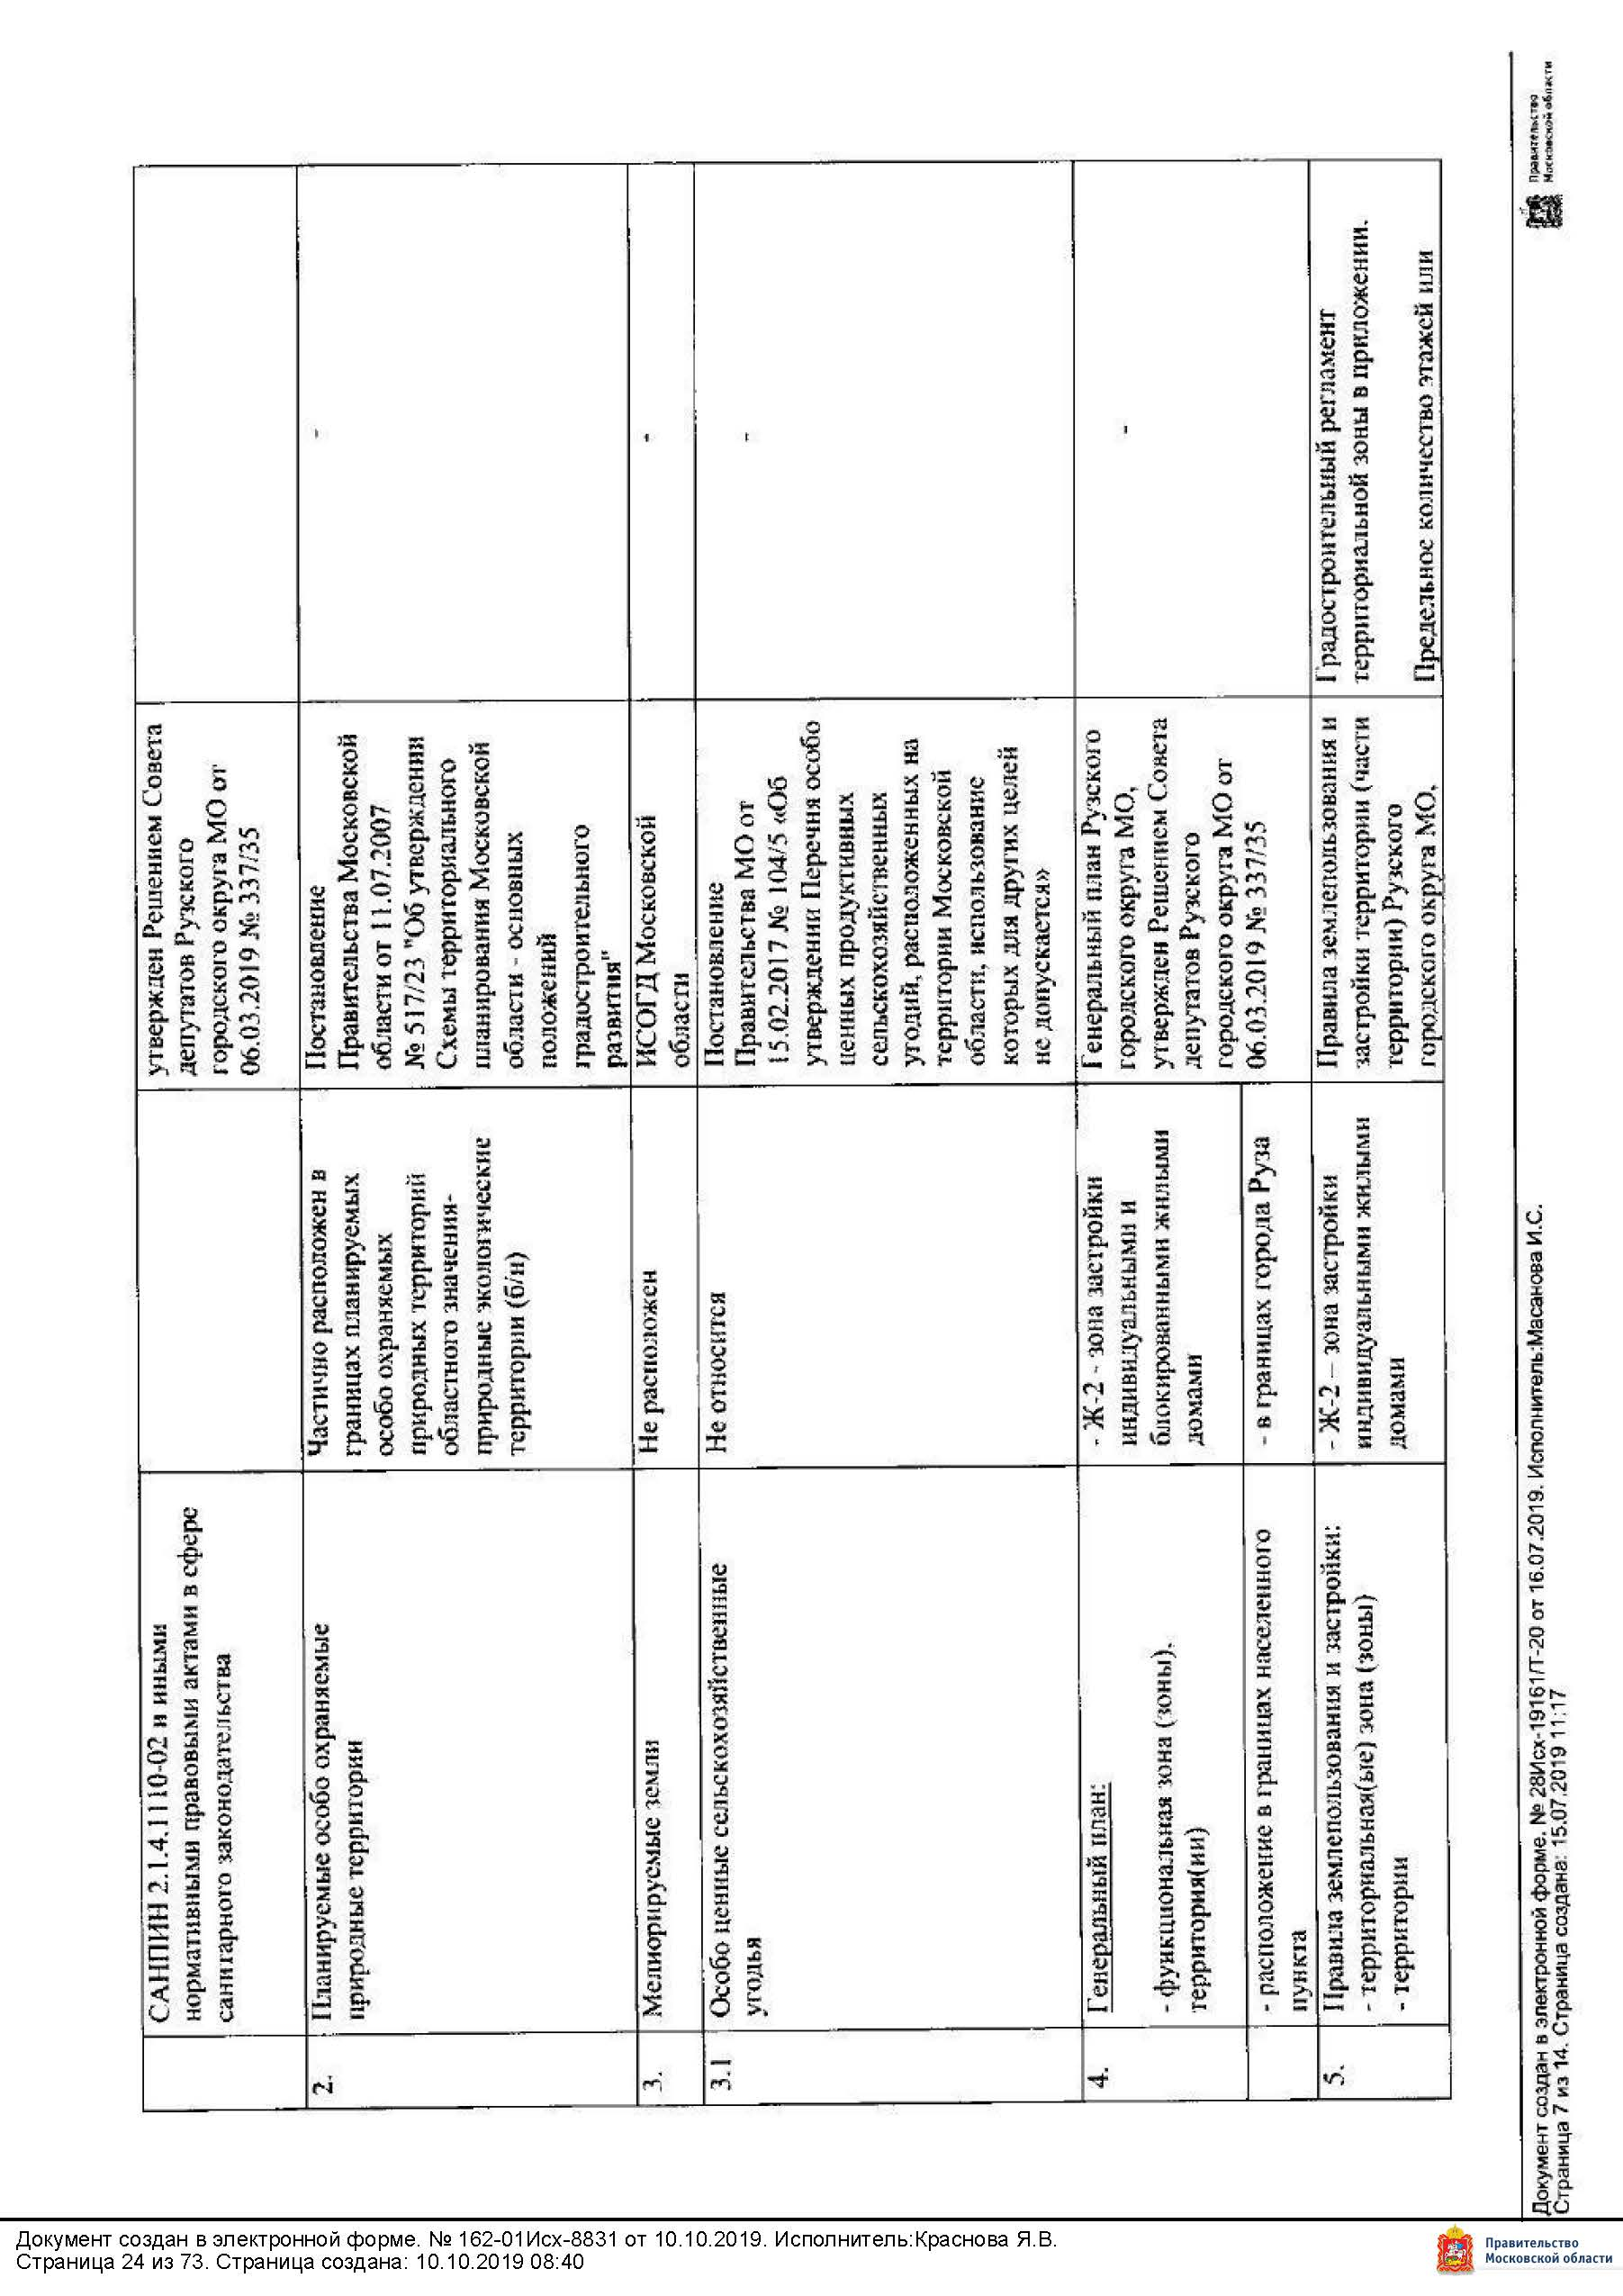 САНПИН 2.1.4.1110-02 и иными
нормативными правовыми актами в сфере
санитарного законодательства
утвержден Решением Совета
депутатов Рузского
городского округа МО от
06.03.2019 № 337/35
2.
Планируемые особо охраняемые
природные территории
Частично расположен в
границах планируемых
особо охраняемых
природных территорий
областного значения-
природные экологические
территории (б/н)
Постановление
Правительства Московской
области от 11.07.2007
№ 517/23 "Об утверждении
Схемы территориального
планирования Московской
области - основных
положений
градостроительного
развития"
-
3.
Мелиорируемые земли
Не расположен
ИСОГД Московской
области
-
3.1
Особо ценные сельскохозяйственные
угодья
Не относится
Постановление
Правительства МО от
15.02.2017 № 104/5 «Об
утверждении Перечня особо
ценных продуктивных
сельскохозяйственных
угодий, расположенных на
территории Московской
области, использование
которых для других целей
не допускается»
-
4.
Генеральный план:
- функциональная зона (зоны),
территория(ии)
- Ж-2 - зона застройки
индивидуальными и
блокированными жилыми
домами
Генеральный план Рузского
городского округа МО,
утвержден Решением Совета
депутатов Рузского
городского округа МО от
06.03.2019 № 337/35
-
- расположение в границах населенного
пункта
- в границах города Руза
5.
Правила землепользования и застройки:
- территориальная(ые) зона (зоны)
- территории
- Ж-2 – зона застройки
индивидуальными жилыми
домами
Правила землепользования и
застройки территории (части
территории) Рузского
городского округа МО,
Градостроительный регламент
территориальной зоны в приложении.
Предельное количество этажей или
Документ создан в электронной форме. № 28Исх-19161/Т-20 от 16.07.2019. Исполнитель:Масанова И.С.
Страница 7 из 14. Страница создана: 15.07.2019 11:17
Правительство
Московской области
Документ создан в электронной форме. № 162-01Исх-8831 от 10.10.2019. Исполнитель:Краснова Я.В.
Страница 24 из 73. Страница создана: 10.10.2019 08:40
Правительство
Московской области